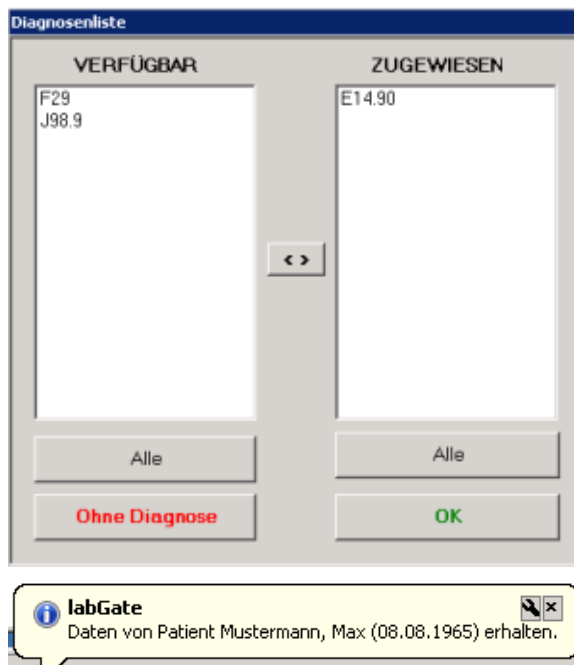 Diagnosenliste
VERFÜGBAR
F29
J98.9
Alle
Ohne Diagnose
< >
ZUGEWIESEN
E14.90
Alle
OK
labGate
Daten von Patient Mustermann, Max (08.08.1965) erhalten.